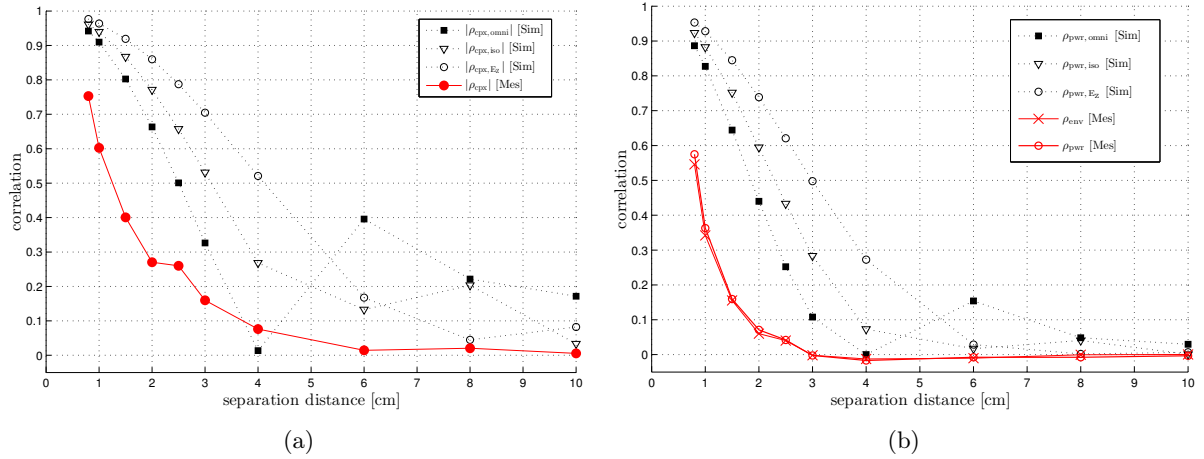 1
0.9
0.8
0.7
0.6
0.5
0.4
0.3
0.2
0.1
0
correlation
|ρcpx,omni| [Sim]
|ρcpx,iso| [Sim]
|ρcpx,Ez| [Sim]
|ρcpx| [Mes]
0 1 2 3 4 5 6 7 8 9 10
separation distance [cm]
(a)
1
0.9
0.8
0.7
0.6
0.5
0.4
0.3
0.2
0.1
0
correlation
ρpwr,omni [Sim]
ρpwr,iso [Sim]
ρpwr,Ez [Sim]
ρenv [Mes]
ρpwr [Mes]
0 1 2 3 4 5 6 7 8 9 10
separation distance [cm]
(b)